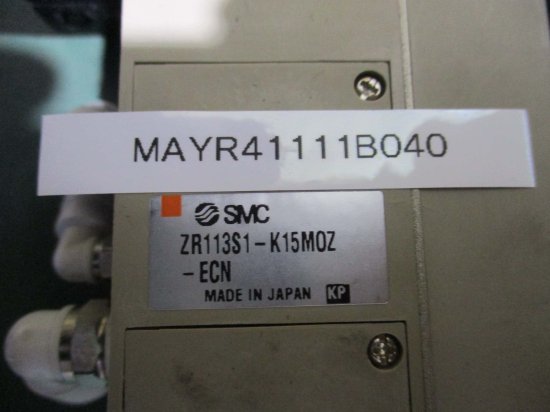 MAYR41111B040
SMC
ZR113S1-K15MOZ
-ECN
MADE IN JAPAN KP